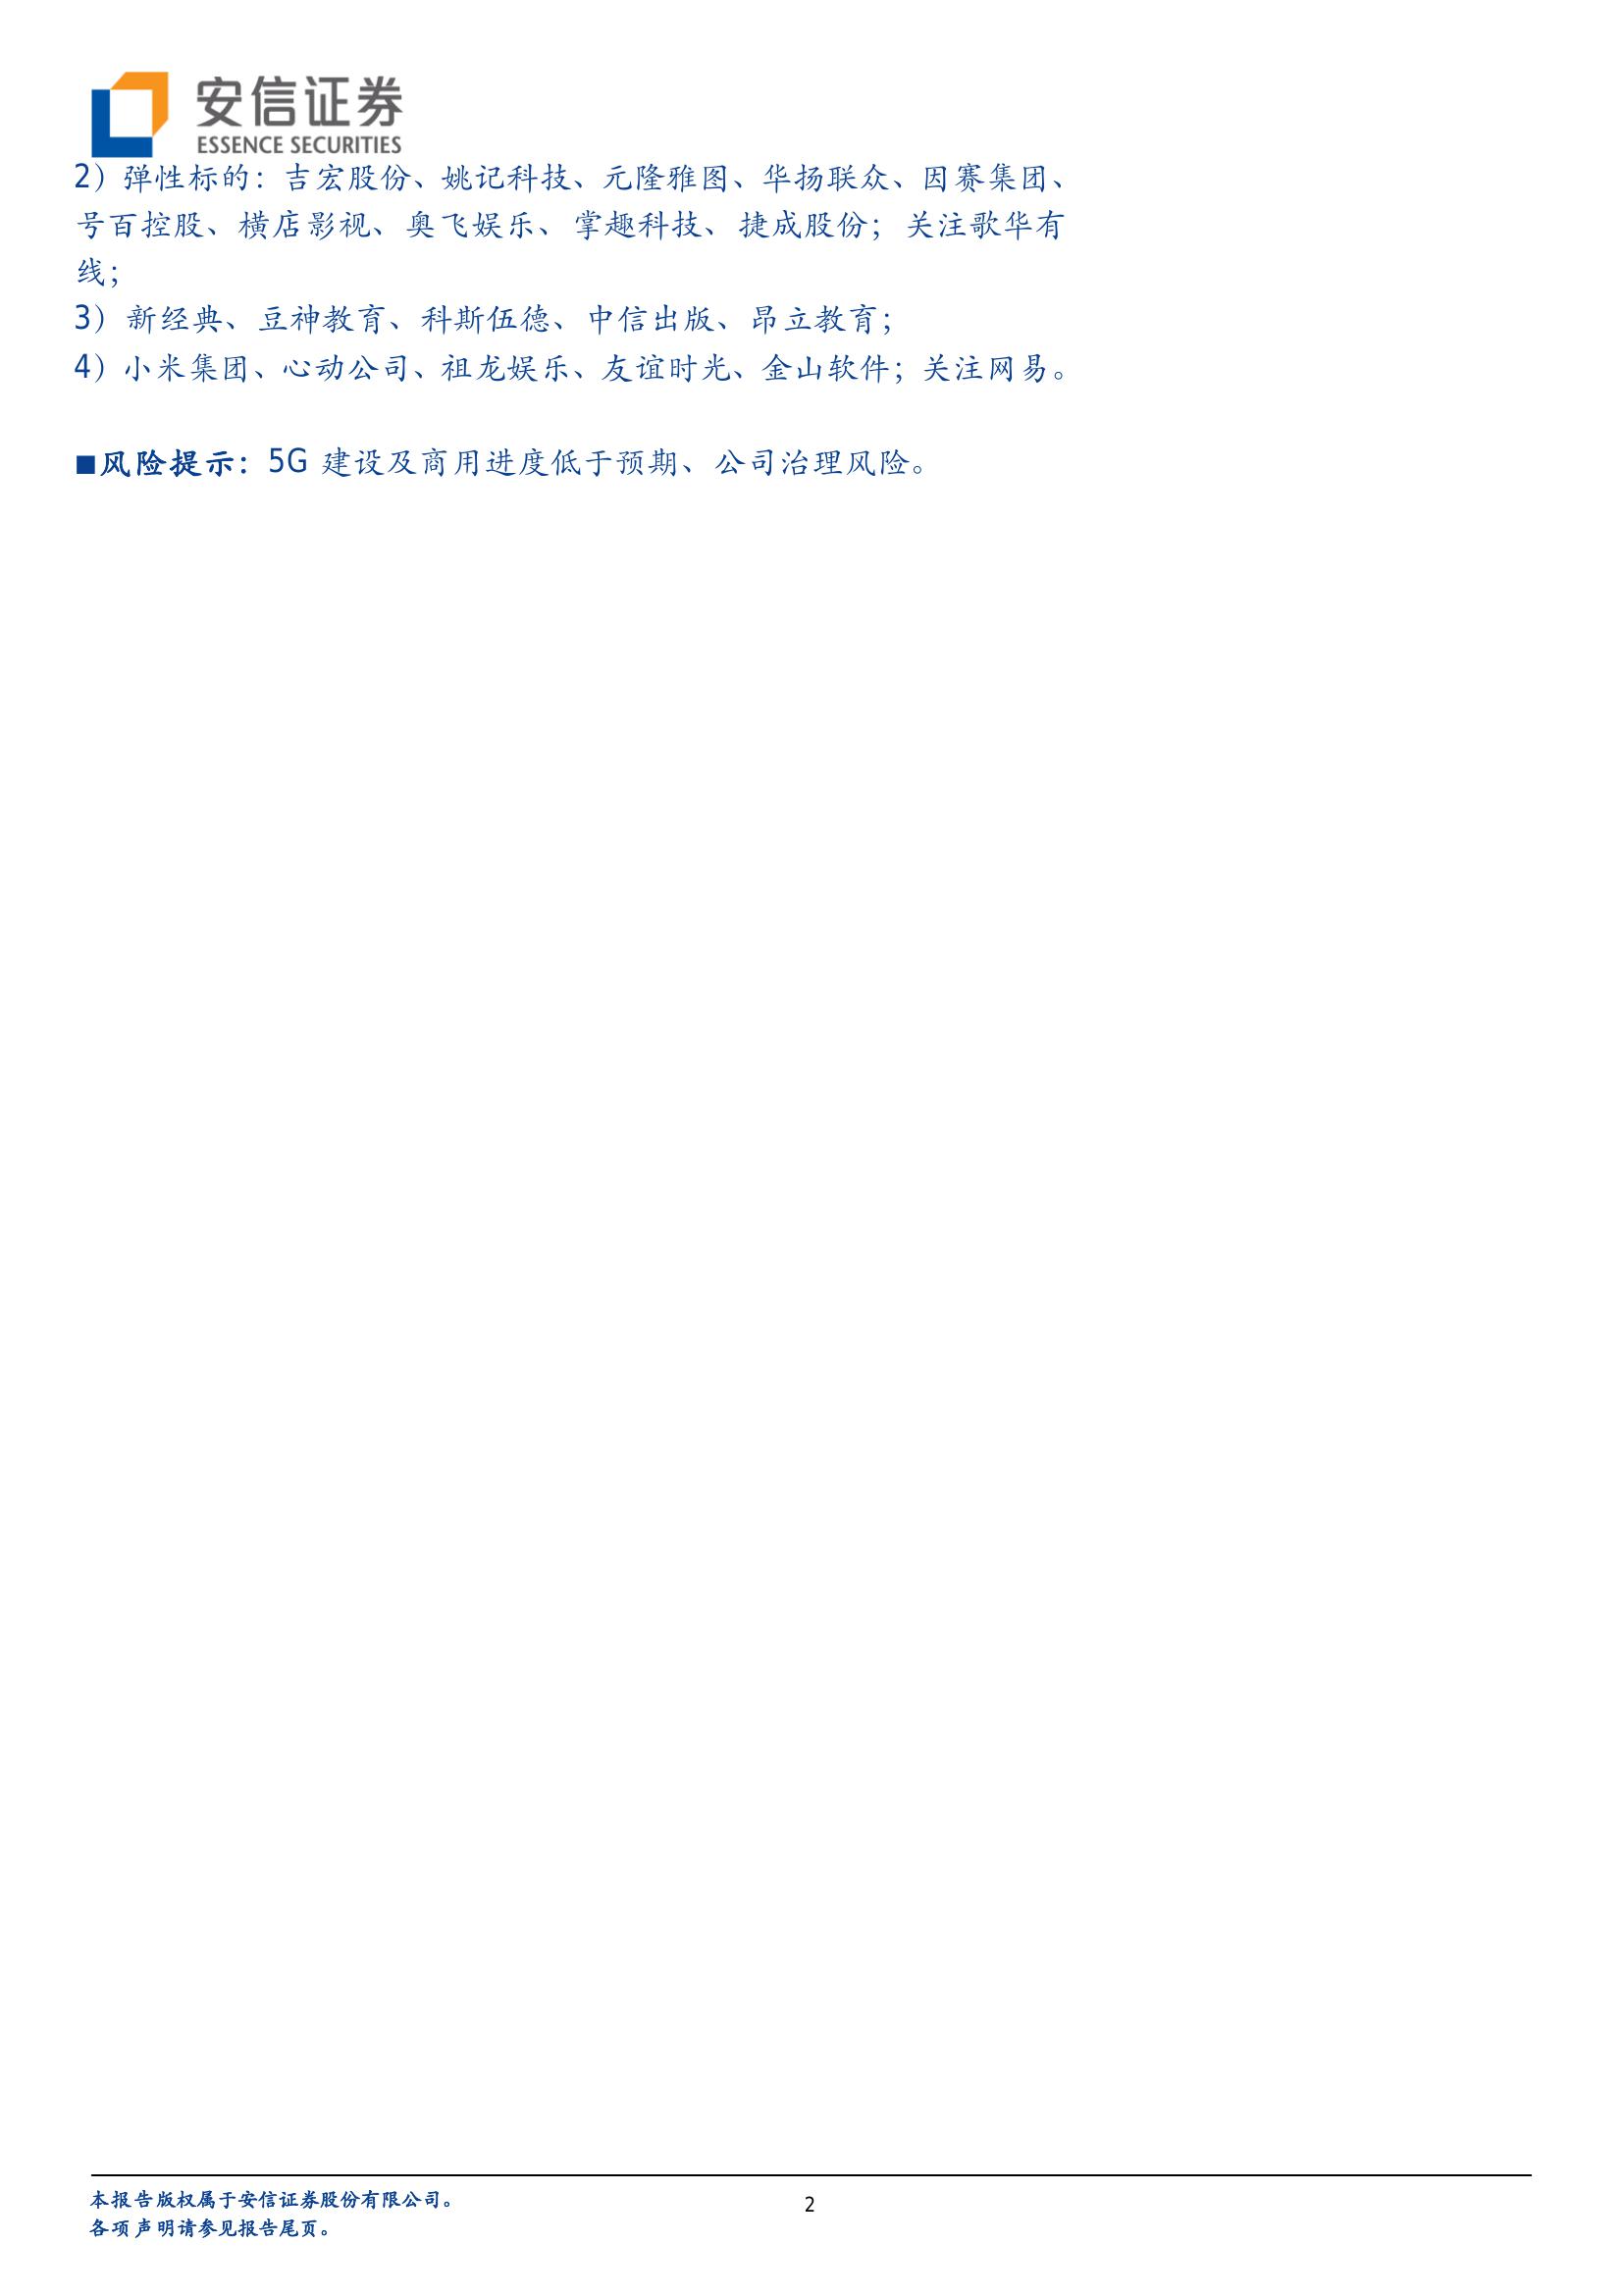 安信证券
ESSENCE SECURITIES
2）弹性标的：吉宏股份、姚记科技、元隆雅图、华扬联众、因赛集团、
号百控股、横店影视、奥飞娱乐、掌趣科技、捷成股份；关注歌华有
线；
3）新经典、豆神教育、科斯伍德、中信出版、昂立教育；
4）小米集团、心动公司、祖龙娱乐、友谊时光、金山软件；关注网易。
■风险提示：5G 建设及商用进度低于预期、公司治理风险。
本报告版权属于安信证券股份有限公司。
各项声明请参见报告尾页。
2